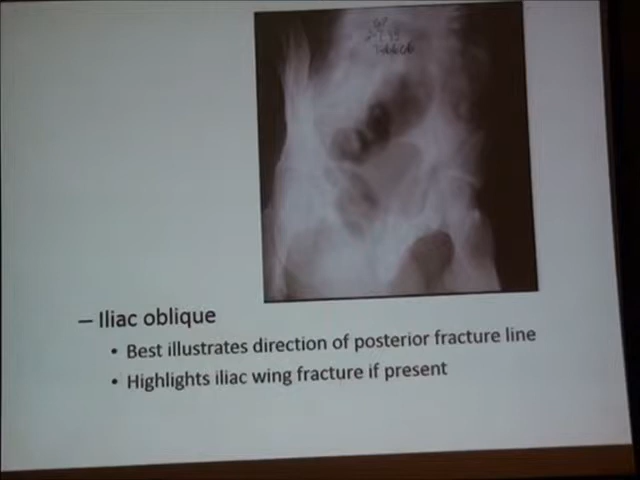 – Iliac oblique
• Best illustrates direction of posterior fracture line
• Highlights iliac wing fracture if present